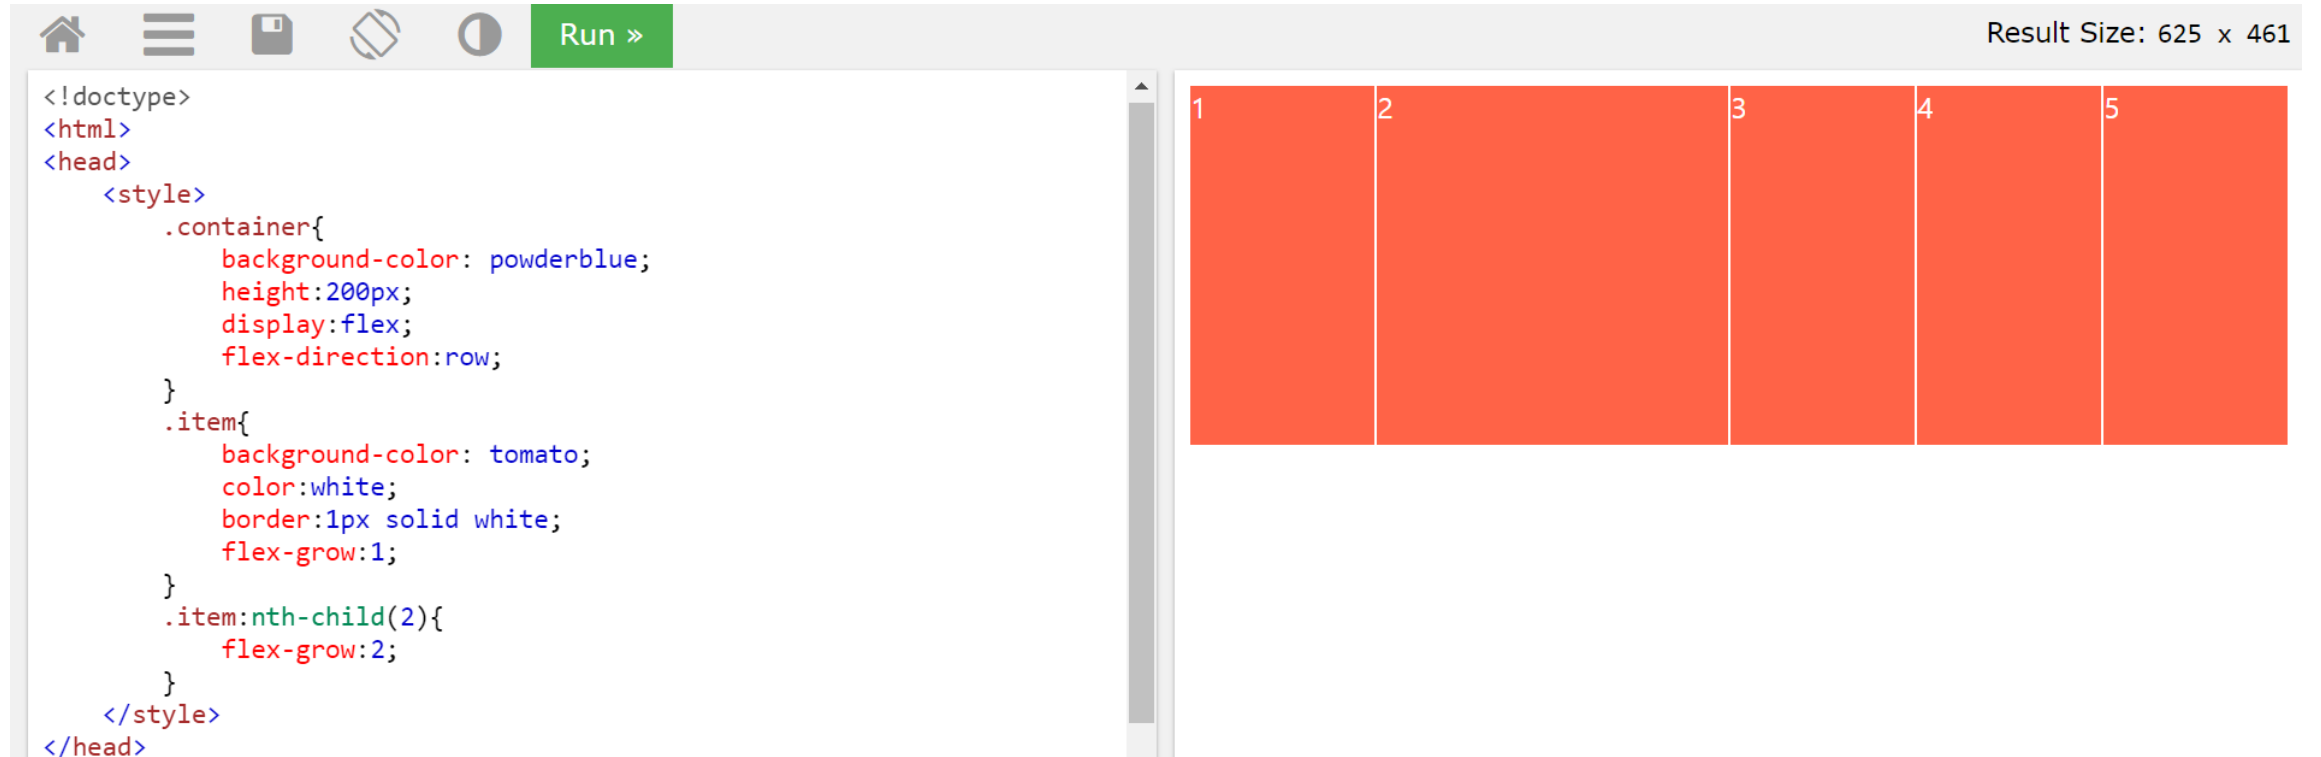 Run » Result Size: 625 x 461
<!doctype>
<html>
<head>
    <style>
        .container{
            background-color: powderblue;
            height:200px;
            display:flex;
            flex-direction:row;
        }
        .item{
            background-color: tomato;
            color:white;
            border:1px solid white;
            flex-grow:1;
        }
        .item:nth-child(2){
            flex-grow:2;
        }
    </style>
</head>
1 2 3 4 5